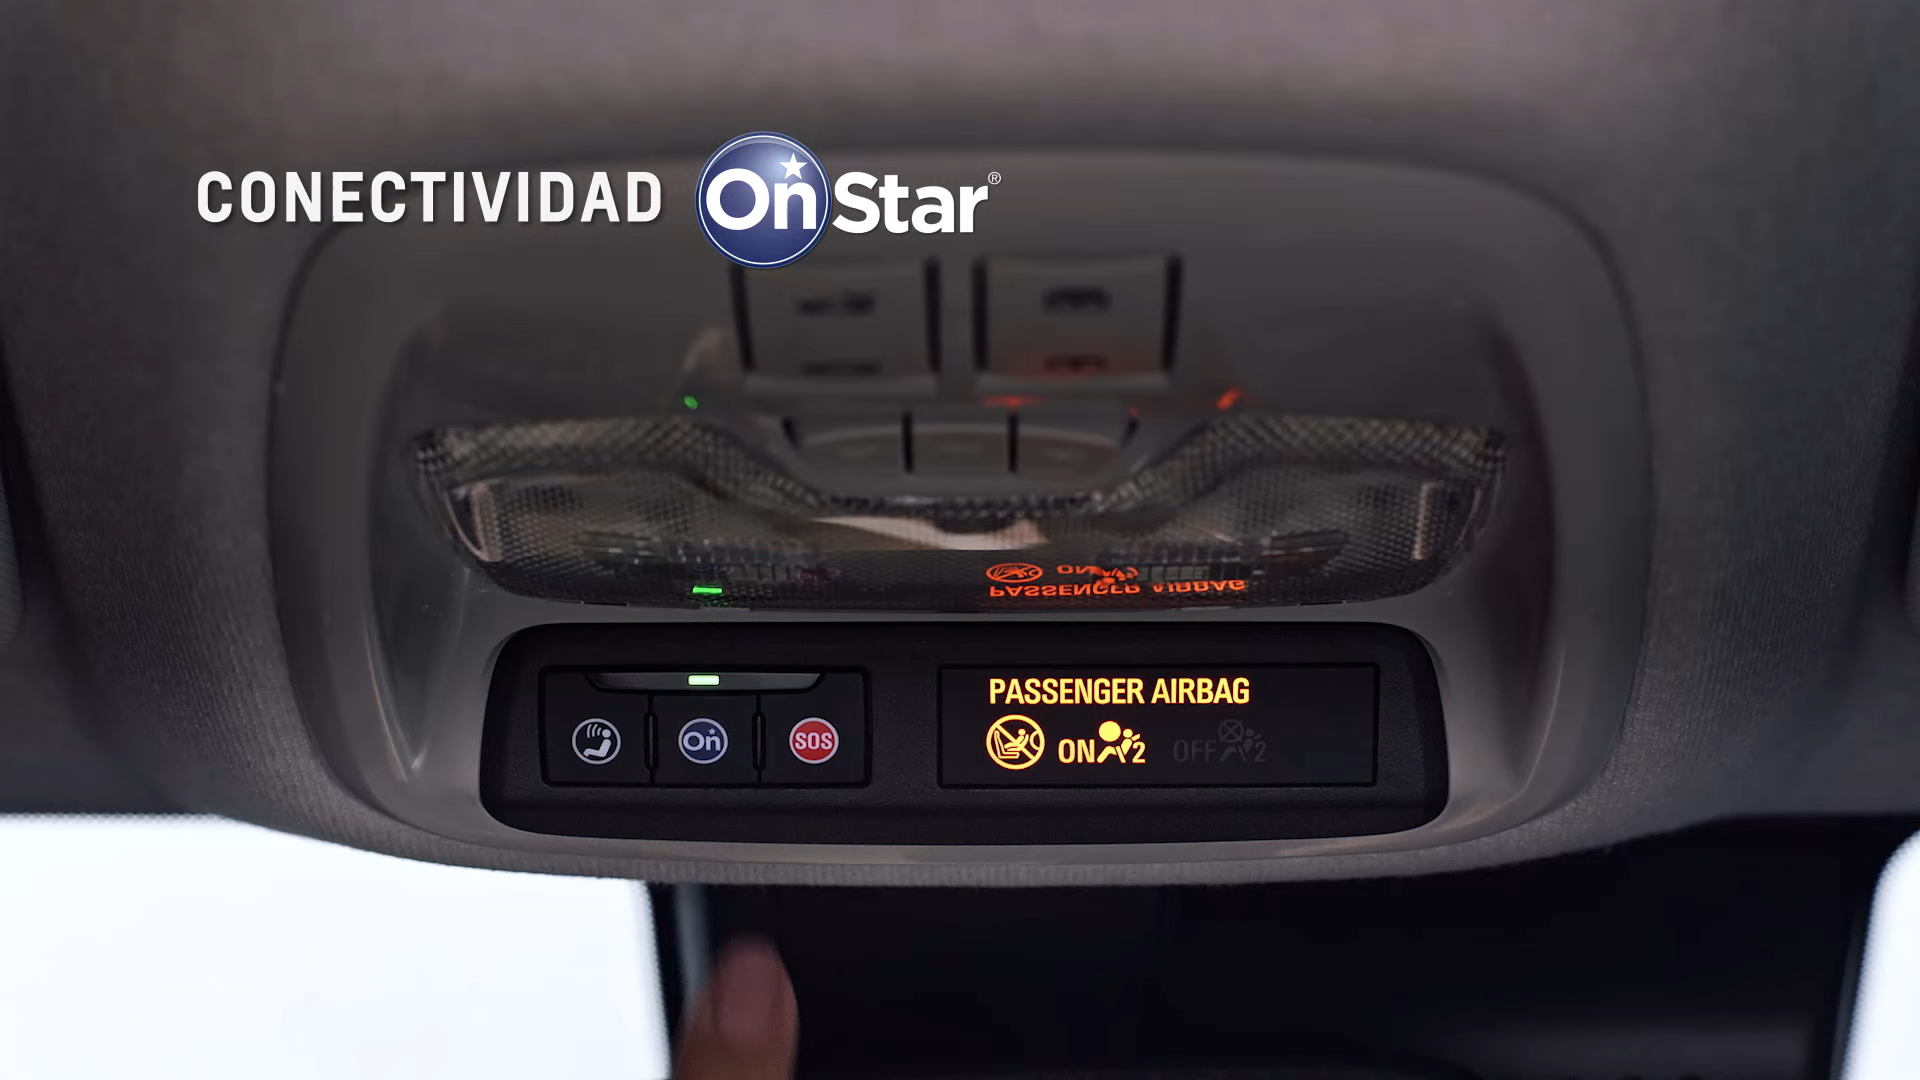 CONECTIVIDAD OnStar®
PASSENGER AIRBAG
On SOS ON 2 OFF 2